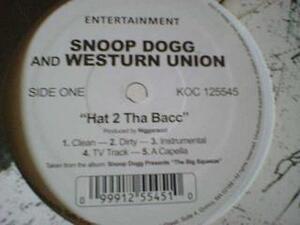 ENTERTAINMENT
SNOOP DOGG
AND WESTURN UNION
SIDE ONE KOC 125545
"Hat 2 Tha Bacc"
Produced by Niggaracci
1. Clean — 2. Dirty — 3. Instrumental
4. TV Track — 5. A Capella
Taken from the album: Snoop Dogg Presents "The Big Squeeze"
0 99912 55451 0